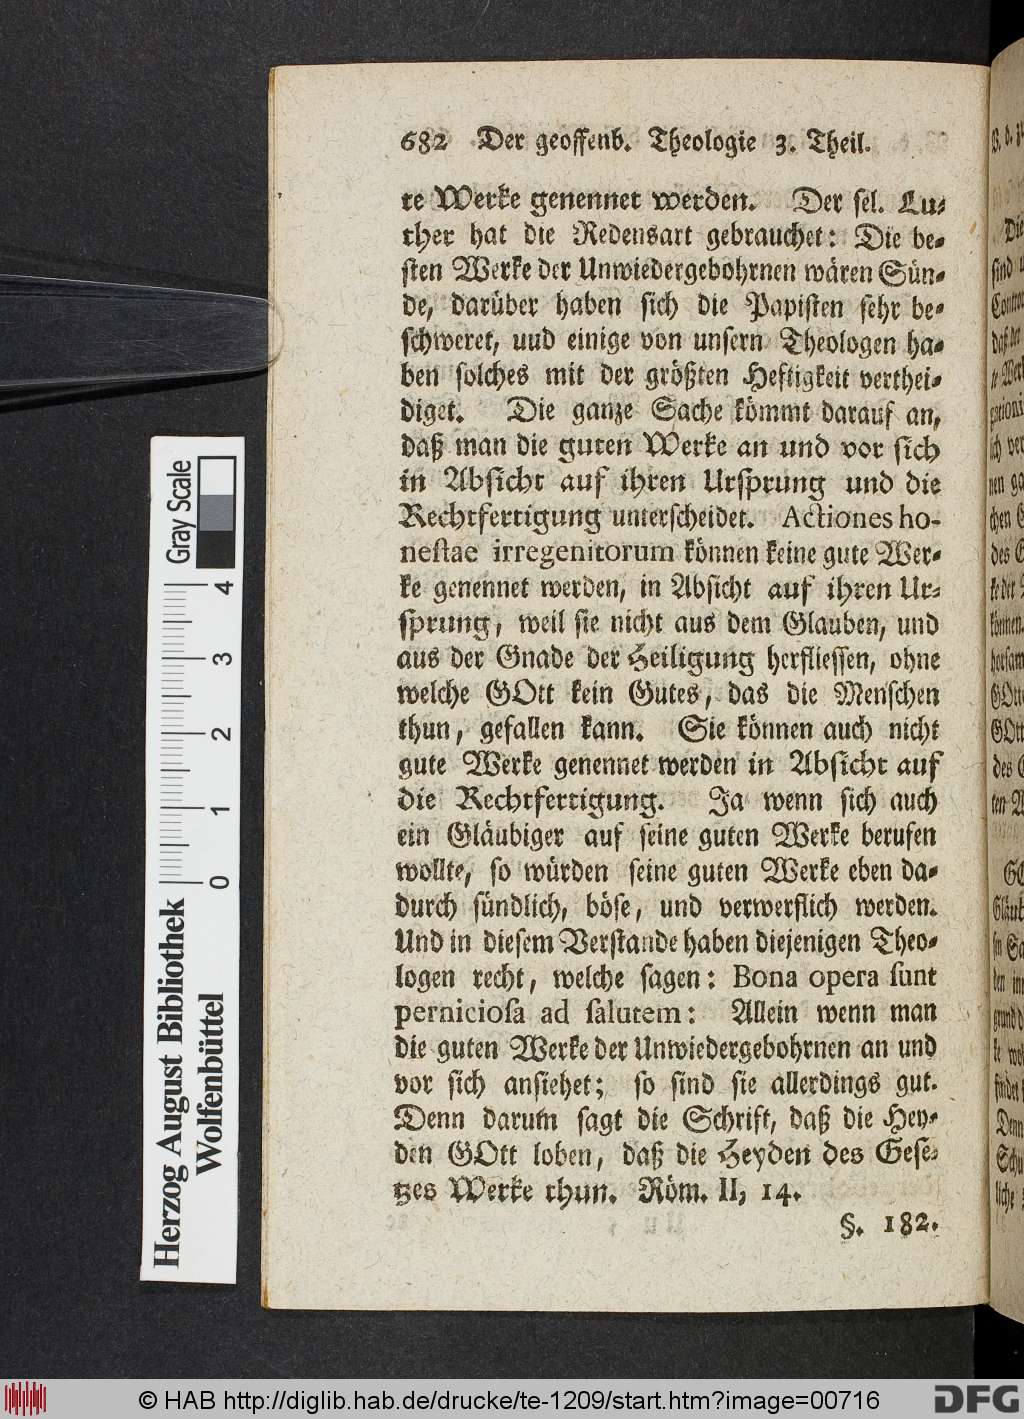 682 Der geoffenb. Theologie 3. Theil.
te Werke genennet werden. Der sel. Lu-
ther hat die Redensart gebrauchet: Die be-
sten Werke der Unwiedergebohrnen wären Sün-
de, darüber haben sich die Papisten sehr be-
schweret, uud einige von unsern Theologen ha-
ben solches mit der größten Heftigkeit verthei-
diget. Die ganze Sache kömmt darauf an,
daß man die guten Werke an und vor sich
in Absicht auf ihren Ursprung und die
Rechtfertigung unterscheidet. Actiones ho-
neſtae irregenitorum können keine gute Wer-
ke genennet werden, in Absicht auf ihren Ur-
sprung, weil sie nicht aus dem Glauben, und
aus der Gnade der Heiligung herfliessen, ohne
welche GOtt kein Gutes, das die Menschen
thun, gefallen kann. Sie können auch nicht
gute Werke genennet werden in Absicht auf
die Rechtfertigung. Ja wenn sich auch
ein Gläubiger auf seine guten Werke berufen
wollte, so würden seine guten Werke eben da-
durch sündlich, böse, und verwerflich werden.
Und in diesem Verstande haben diejenigen Theo-
logen recht, welche sagen: Bona opera ſunt
pernicioſa ad ſalutem: Allein wenn man
die guten Werke der Unwiedergebohrnen an und
vor sich ansiehet; so sind sie allerdings gut.
Denn darum sagt die Schrift, daß die Hey-
den GOtt loben, daß die Heyden des Gese-
tzes Werke thun. Röm. II, 14.
§. 182.
Gray Scale
0 1 2 3 4
Herzog August Bibliothek
Wolfenbüttel
© HAB http://diglib.hab.de/drucke/te-1209/start.htm?image=00716
DFG